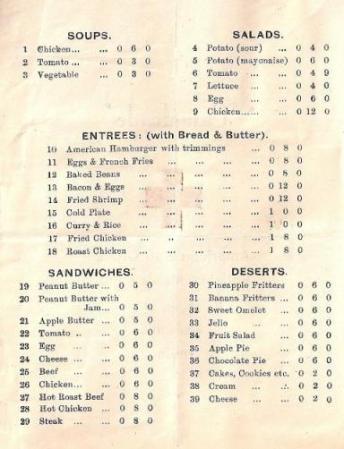 SOUPS.
1 Chicken... ... 0 6 0
2 Tomato ... ... 0 3 0
3 Vegetable ... 0 3 0
SALADS.
4 Potato (sour) ... 0 4 0
5 Potato (mayonaise) 0 6 0
6 Tomato ... ... 0 4 9
7 Lettuce ... ... 0 4 0
8 Egg ... ... 0 6 0
9 Chicken... ... 0 12 0
ENTREES : (with Bread & Butter).
10 American Hamburger with trimmings ... 0 8 0
11 Eggs & French Fries ... ... ... ... 0 8 0
12 Baked Beans ... ... ... ... ... 0 8 0
13 Bacon & Eggs ... ... ... ... ... 0 12 0
14 Fried Shrimp ... ... ... ... ... 0 12 0
15 Cold Plate ... ... ... ... ... 1 0 0
16 Curry & Rice ... ... ... ... ... 1 0 0
17 Fried Chicken ... ... ... ... ... 1 8 0
18 Roast Chicken ... ... ... ... ... 1 8 0
SANDWICHES.
19 Peanut Butter ... 0 5 0
20 Peanut Butter with
Jam... 0 5 0
21 Apple Butter ... 0 5 0
22 Tomato .. ... 0 6 0
23 Egg ... ... 0 6 0
24 Cheese ... ... 0 6 0
25 Beef ... ... 0 6 0
26 Chicken... ... 0 6 0
27 Hot Roast Beef 0 8 0
28 Hot Chicken ... 0 8 0
29 Steak ... ... 0 8 0
DESERTS.
30 Pineapple Fritters 0 6 0
31 Banana Fritters ... 0 6 0
32 Sweet Omelet ... 0 6 0
33 Jello ... ... 0 6 0
34 Fruit Salad ... 0 6 0
35 Apple Pie ... 0 6 0
36 Chocolate Pie ... 0 6 0
37 Cakes, Cookies etc. 0 2 0
38 Cream ... ... 0 2 0
39 Cheese ... ... 0 2 0